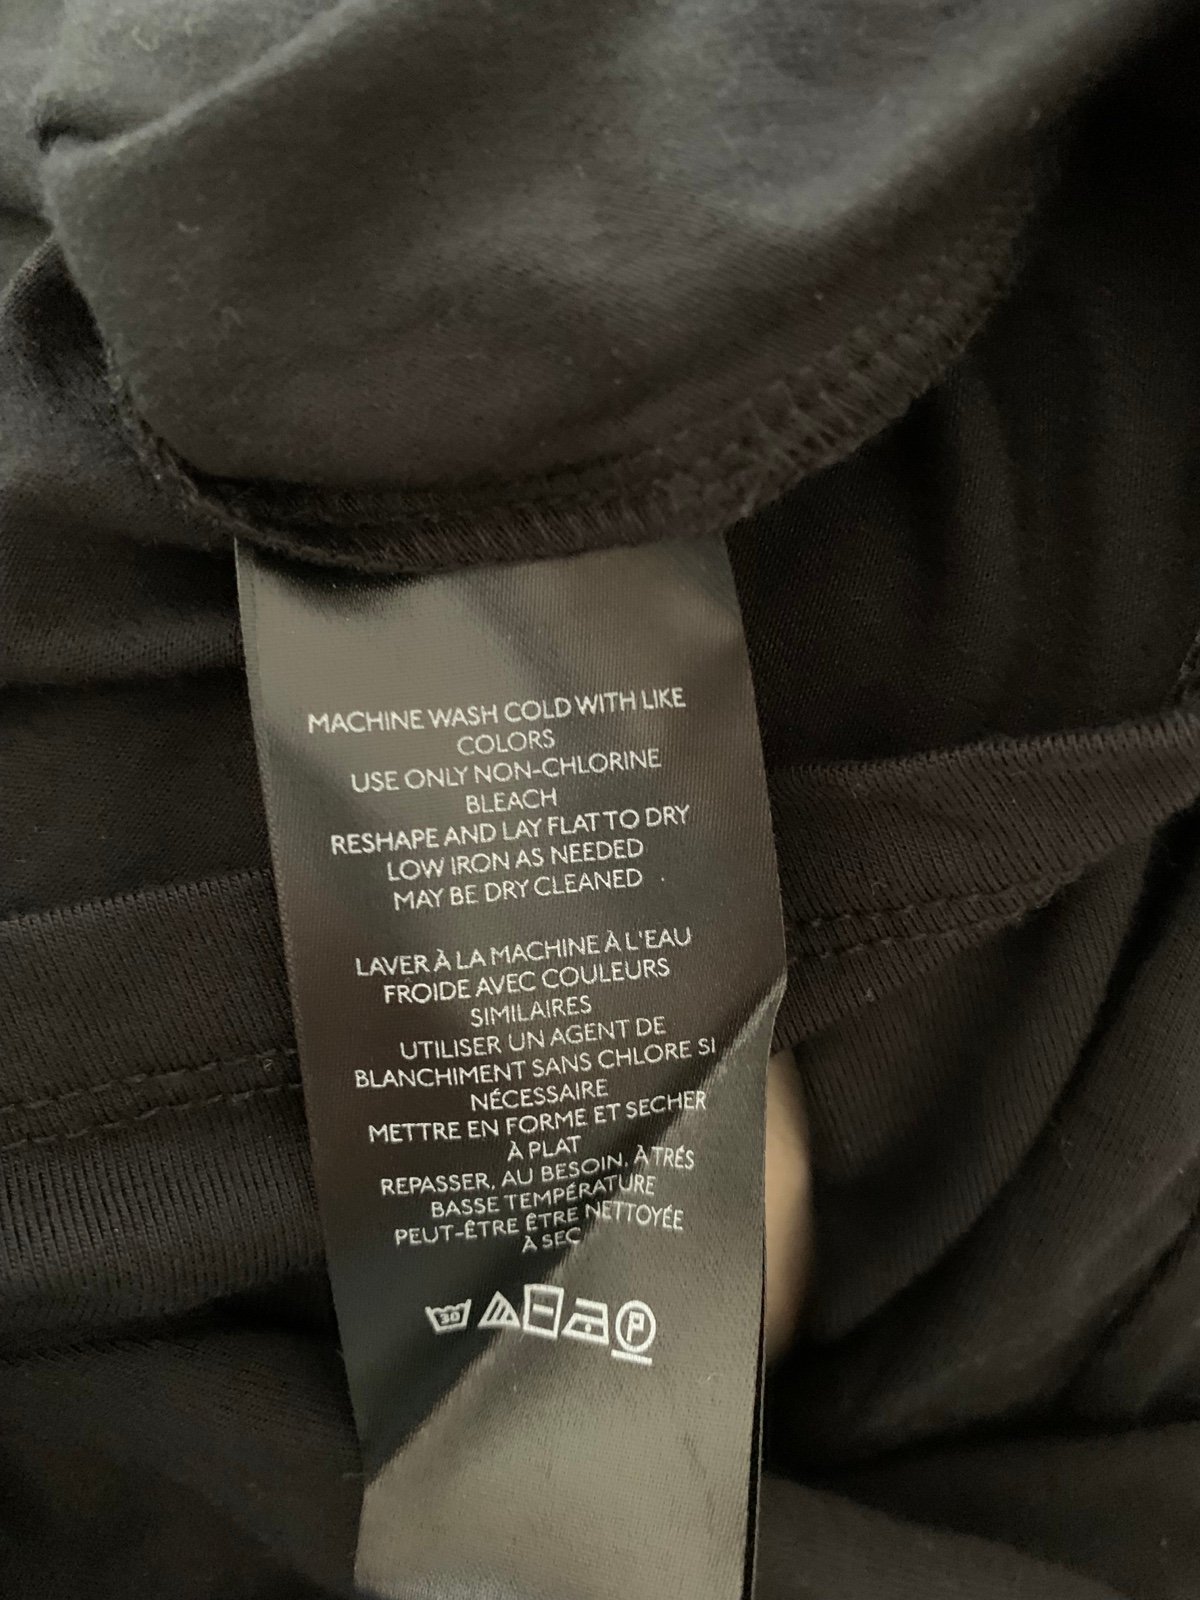 MACHINE WASH COLD WITH LIKE
COLORS
USE ONLY NON-CHLORINE
BLEACH
RESHAPE AND LAY FLAT TO DRY
LOW IRON AS NEEDED
MAY BE DRY CLEANED
LAVER À LA MACHINE À L'EAU
FROIDE AVEC COULEURS
SIMILAIRES
UTILISER UN AGENT DE
BLANCHIMENT SANS CHLORE SI
NÉCESSAIRE
METTRE EN FORME ET SECHER
À PLAT
REPASSER, AU BESOIN, À TRÉS
BASSE TEMPÉRATURE
PEUT-ÊTRE ÊTRE NETTOYÉE
À SEC
30 P